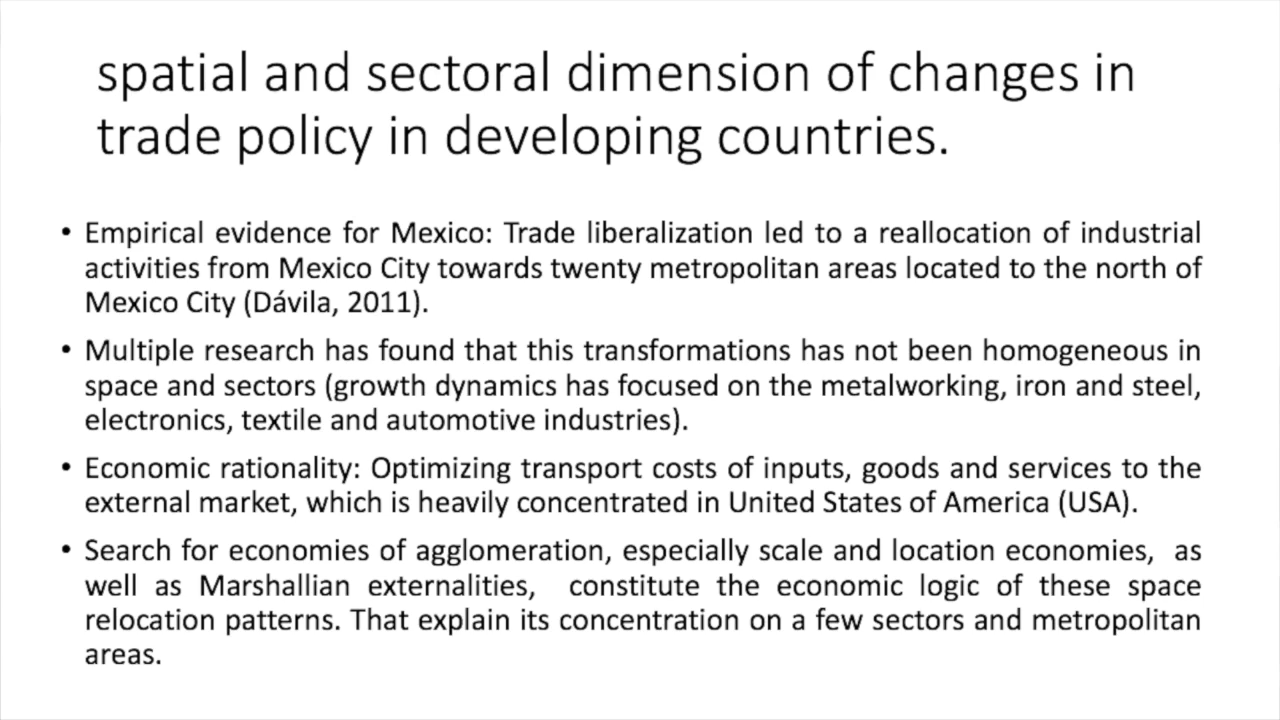 spatial and sectoral dimension of changes in
trade policy in developing countries.
• Empirical evidence for Mexico: Trade liberalization led to a reallocation of industrial
activities from Mexico City towards twenty metropolitan areas located to the north of
Mexico City (Dávila, 2011).
• Multiple research has found that this transformations has not been homogeneous in
space and sectors (growth dynamics has focused on the metalworking, iron and steel,
electronics, textile and automotive industries).
• Economic rationality: Optimizing transport costs of inputs, goods and services to the
external market, which is heavily concentrated in United States of America (USA).
• Search for economies of agglomeration, especially scale and location economies, as
well as Marshallian externalities, constitute the economic logic of these space
relocation patterns. That explain its concentration on a few sectors and metropolitan
areas.